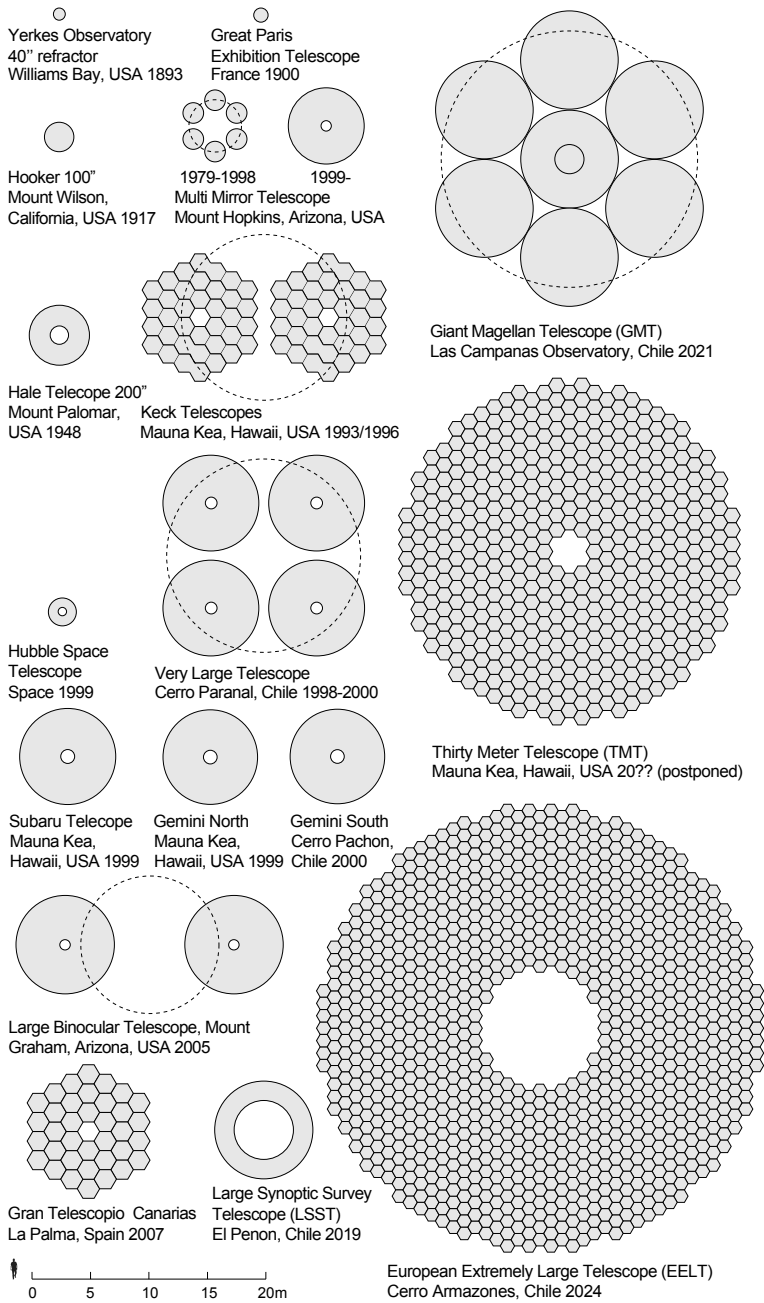 Yerkes Observatory
40’’ refractor
Williams Bay, USA 1893
Great Paris
Exhibition Telescope
France 1900
Hooker 100”
Mount Wilson,
California, USA 1917
1979-1998 1999-
Multi Mirror Telescope
Mount Hopkins, Arizona, USA
Giant Magellan Telescope (GMT)
Las Campanas Observatory, Chile 2021
Hale Telecope 200”
Mount Palomar,
USA 1948
Keck Telescopes
Mauna Kea, Hawaii, USA 1993/1996
Hubble Space
Telescope
Space 1999
Very Large Telescope
Cerro Paranal, Chile 1998-2000
Thirty Meter Telescope (TMT)
Mauna Kea, Hawaii, USA 20?? (postponed)
Subaru Telecope
Mauna Kea,
Hawaii, USA 1999
Gemini North
Mauna Kea,
Hawaii, USA 1999
Gemini South
Cerro Pachon,
Chile 2000
Large Binocular Telescope, Mount
Graham, Arizona, USA 2005
Gran Telescopio Canarias
La Palma, Spain 2007
Large Synoptic Survey
Telescope (LSST)
El Penon, Chile 2019
European Extremely Large Telescope (EELT)
Cerro Armazones, Chile 2024
0 5 10 15 20m